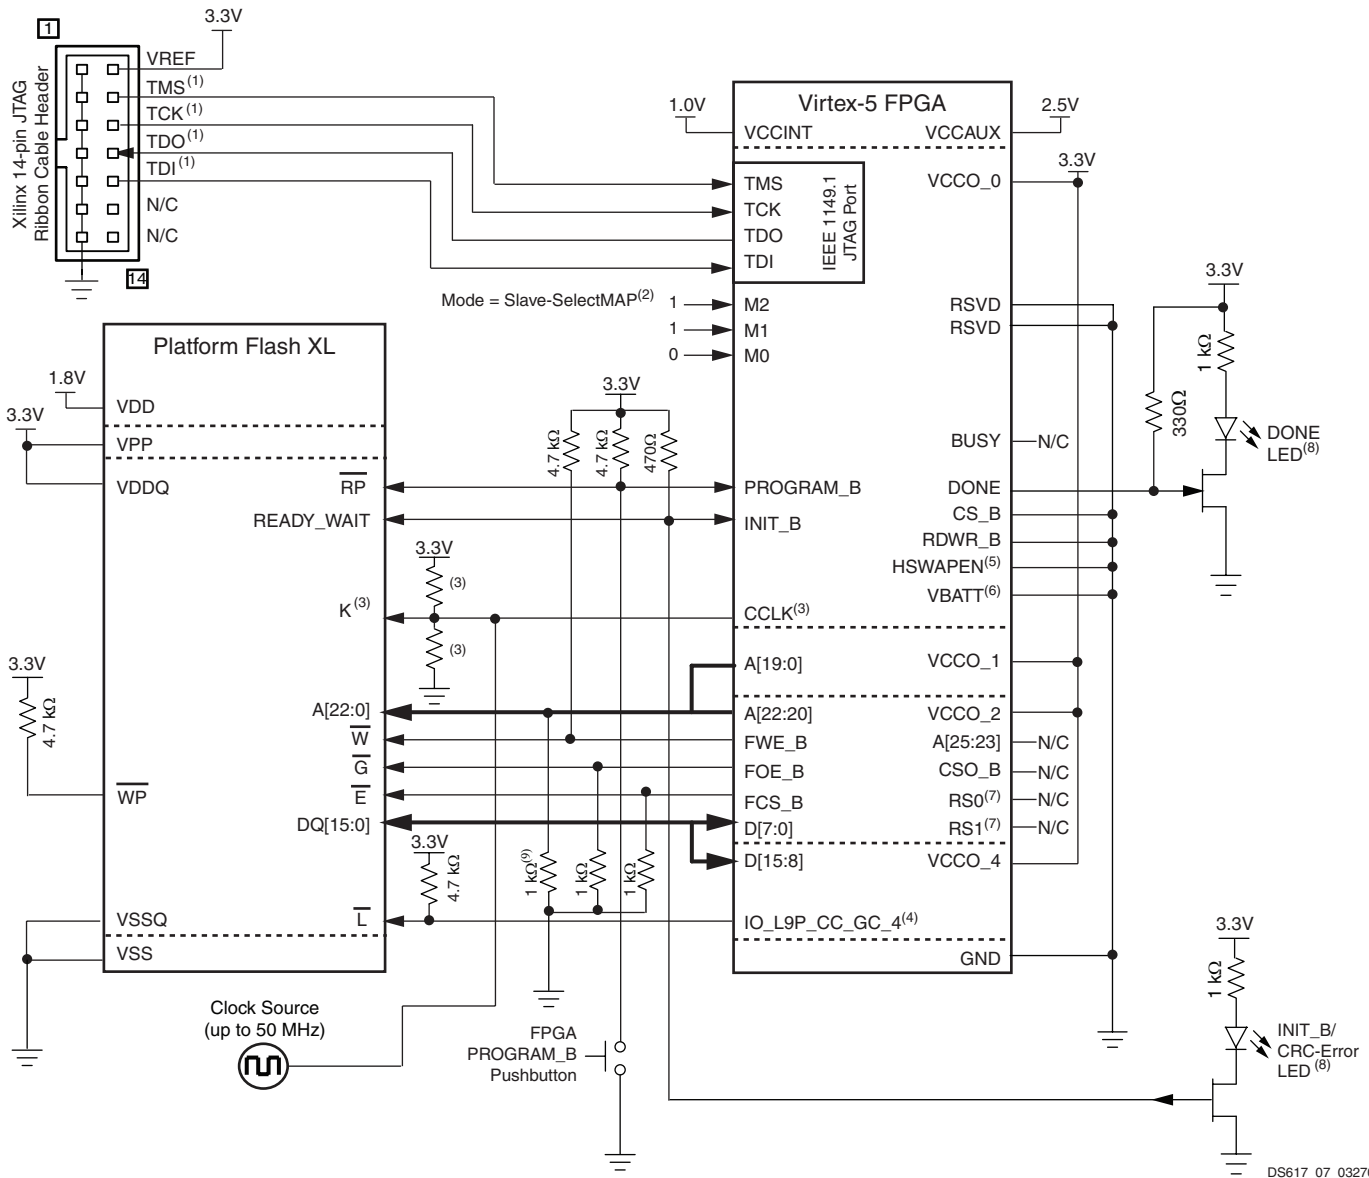 3.3V
1
VREF
TMS(1)
TCK(1)
TDO(1)
TDI(1)
N/C
N/C
14
Xilinx 14-pin JTAG
Ribbon Cable Header
Virtex-5 FPGA
1.0V
VCCINT
VCCAUX
2.5V
3.3V
VCCO_0
TMS
TCK
TDO
TDI
IEEE 1149.1
JTAG Port
Mode = Slave-SelectMAP(2)
1
M2
1
M1
0
M0
RSVD
RSVD
3.3V
1 kΩ
330Ω
DONE
LED(8)
BUSY
N/C
Platform Flash XL
1.8V
VDD
3.3V
VPP
VDDQ
RP
READY_WAIT
3.3V
4.7 kΩ
4.7 kΩ
470Ω
PROGRAM_B
INIT_B
DONE
CS_B
RDWR_B
HSWAPEN(5)
VBATT(6)
3.3V
(3)
(3)
K(3)
CCLK(3)
A[19:0]
VCCO_1
3.3V
4.7 kΩ
WP
A[22:0]
W
G
E
DQ[15:0]
A[22:20]
FWE_B
FOE_B
FCS_B
D[7:0]
D[15:8]
VCCO_2
A[25:23]
N/C
CSO_B
N/C
RS0(7)
N/C
RS1(7)
N/C
VCCO_4
3.3V
4.7 kΩ
1 kΩ(9)
1 kΩ
1 kΩ
VSSQ
VSS
L
IO_L9P_CC_GC_4(4)
GND
Clock Source
(up to 50 MHz)
FPGA
PROGRAM_B
Pushbutton
3.3V
1 kΩ
INIT_B/
CRC-Error
LED (8)